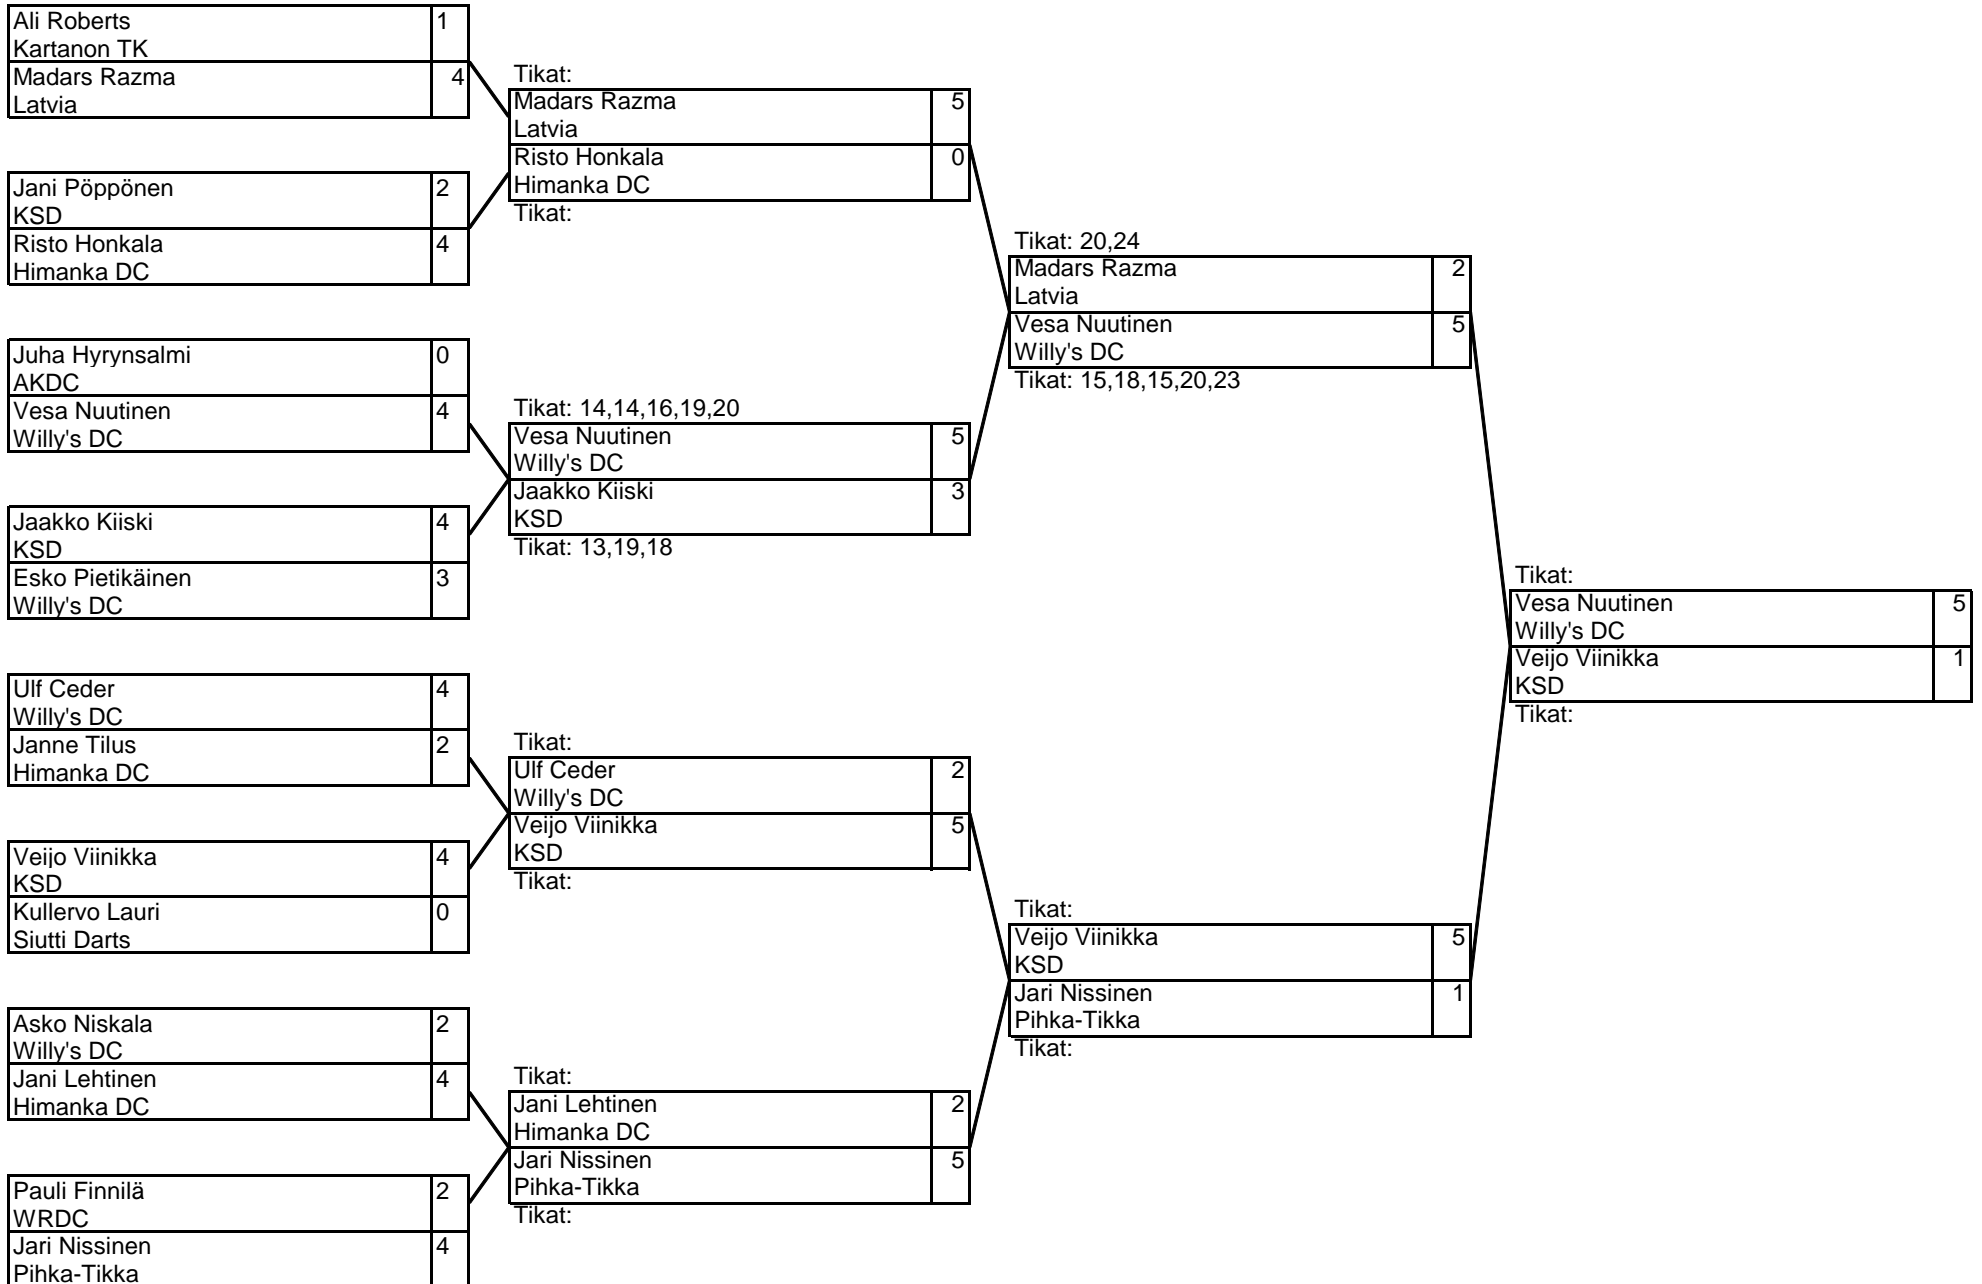 Ali Roberts 1
Kartanon TK
Madars Razma 4
Latvia
Jani Pöppönen 2
KSD
Risto Honkala 4
Himanka DC
Juha Hyrynsalmi 0
AKDC
Vesa Nuutinen 4
Willy's DC
Jaakko Kiiski 4
KSD
Esko Pietikäinen 3
Willy's DC
Ulf Ceder 4
Willy's DC
Janne Tilus 2
Himanka DC
Veijo Viinikka 4
KSD
Kullervo Lauri 0
Siutti Darts
Asko Niskala 2
Willy's DC
Jani Lehtinen 4
Himanka DC
Pauli Finnilä 2
WRDC
Jari Nissinen 4
Pihka-Tikka
Tikat:
Madars Razma 5
Latvia
Risto Honkala 0
Himanka DC
Tikat:
Tikat: 14,14,16,19,20
Vesa Nuutinen 5
Willy's DC
Jaakko Kiiski 3
KSD
Tikat: 13,19,18
Tikat:
Ulf Ceder 2
Willy's DC
Veijo Viinikka 5
KSD
Tikat:
Tikat:
Jani Lehtinen 2
Himanka DC
Jari Nissinen 5
Pihka-Tikka
Tikat:
Tikat: 20,24
Madars Razma 2
Latvia
Vesa Nuutinen 5
Willy's DC
Tikat: 15,18,15,20,23
Tikat:
Veijo Viinikka 5
KSD
Jari Nissinen 1
Pihka-Tikka
Tikat:
Tikat:
Vesa Nuutinen 5
Willy's DC
Veijo Viinikka 1
KSD
Tikat: